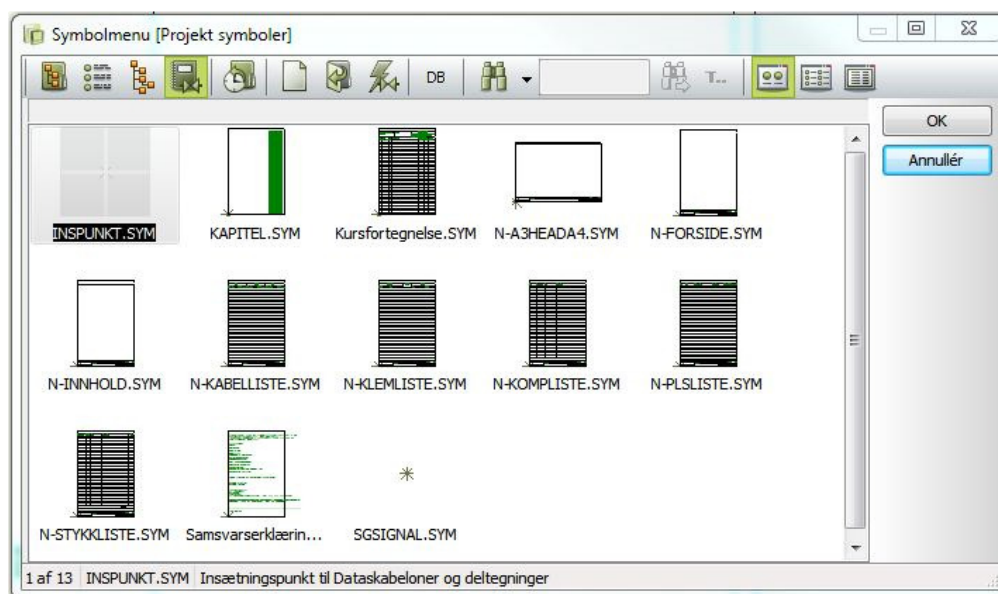 Symbolmenu [Projekt symboler]
DB
T...
OK
Annullér
INSPUNKT.SYM
KAPITEL.SYM
Kursfortegnelse.SYM
N-A3HEADA4.SYM
N-FORSIDE.SYM
N-INNHOLD.SYM
N-KABELLISTE.SYM
N-KLEMLISTE.SYM
N-KOMPLISTE.SYM
N-PLSLISTE.SYM
N-STYKKLISTE.SYM
Samsvarserklærin...
SGSIGNAL.SYM
1 af 13 INSPUNKT.SYM Insætningspunkt til Dataskabeloner og deltegninger